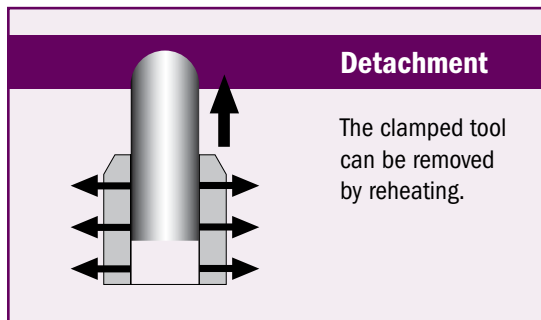 Detachment
The clamped tool
can be removed
by reheating.